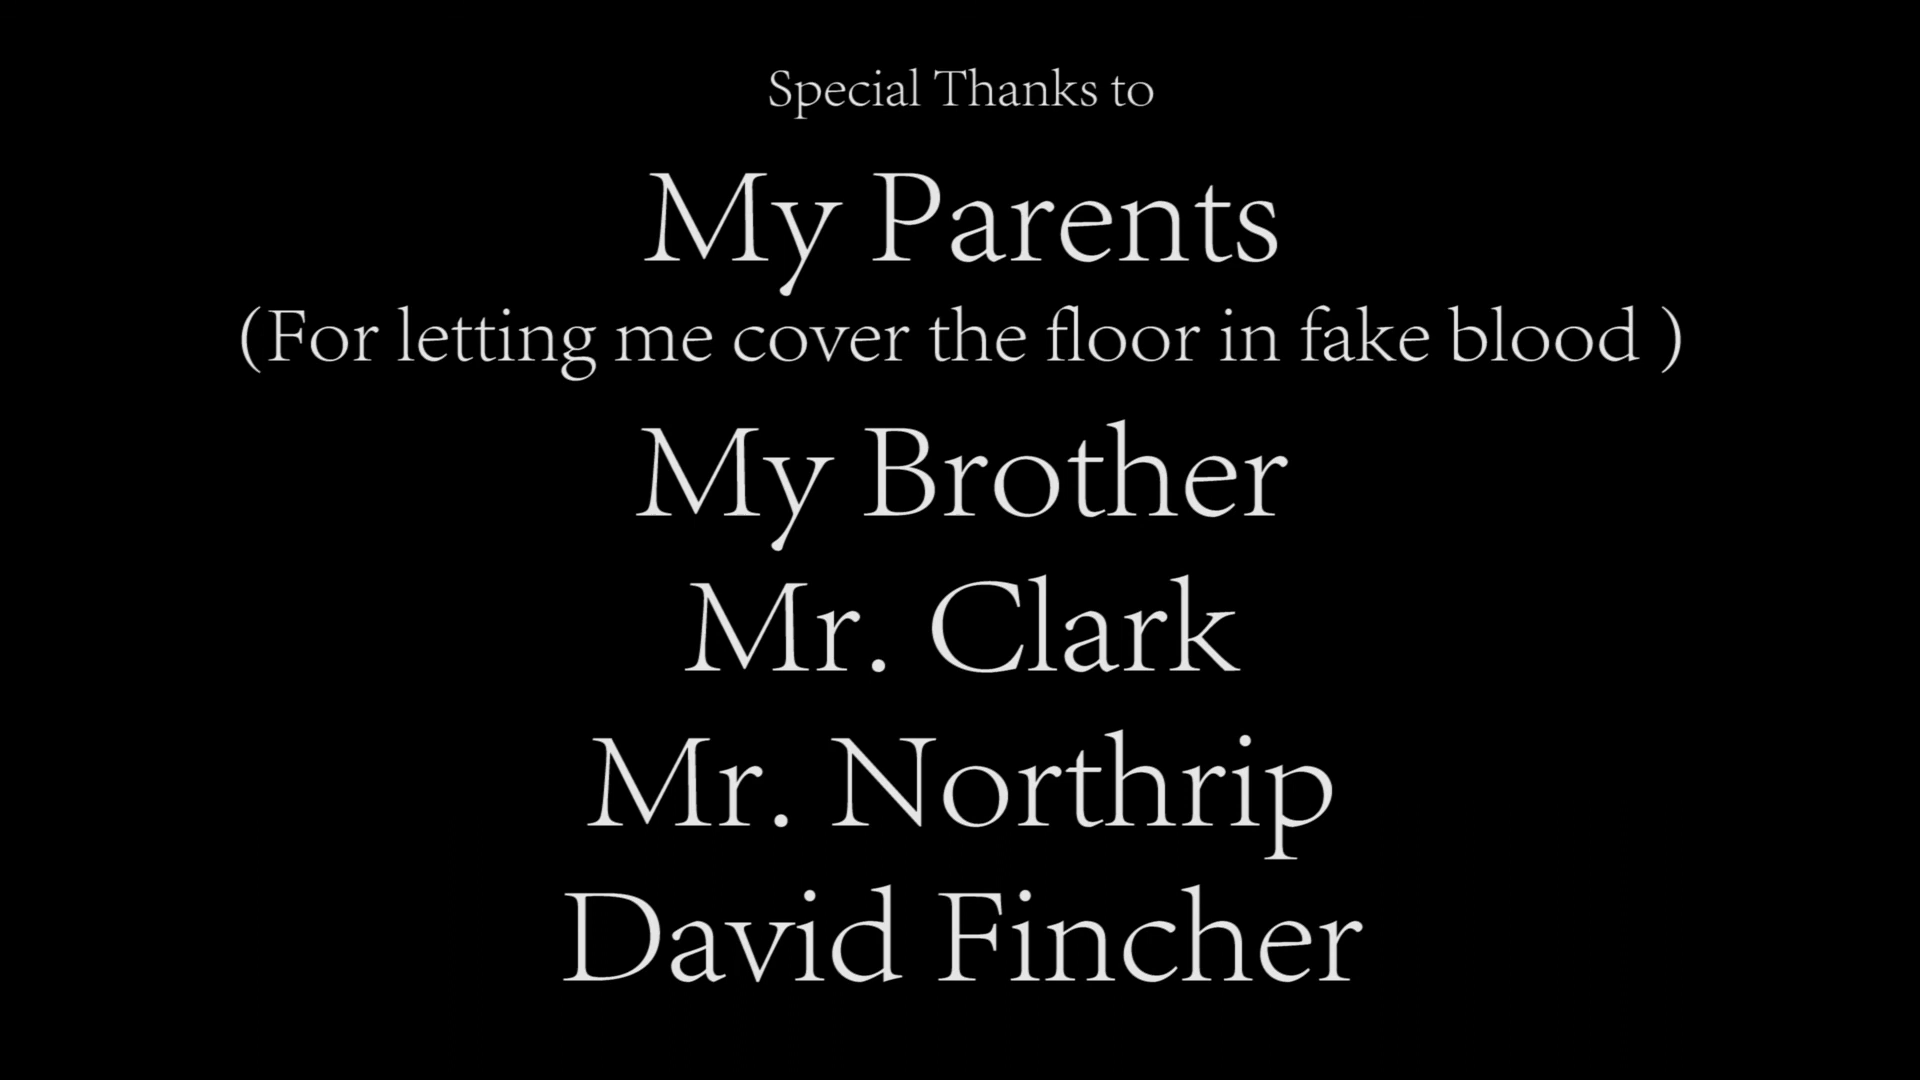 Special Thanks to
My Parents
(For letting me cover the floor in fake blood )
My Brother
Mr. Clark
Mr. Northrip
David Fincher